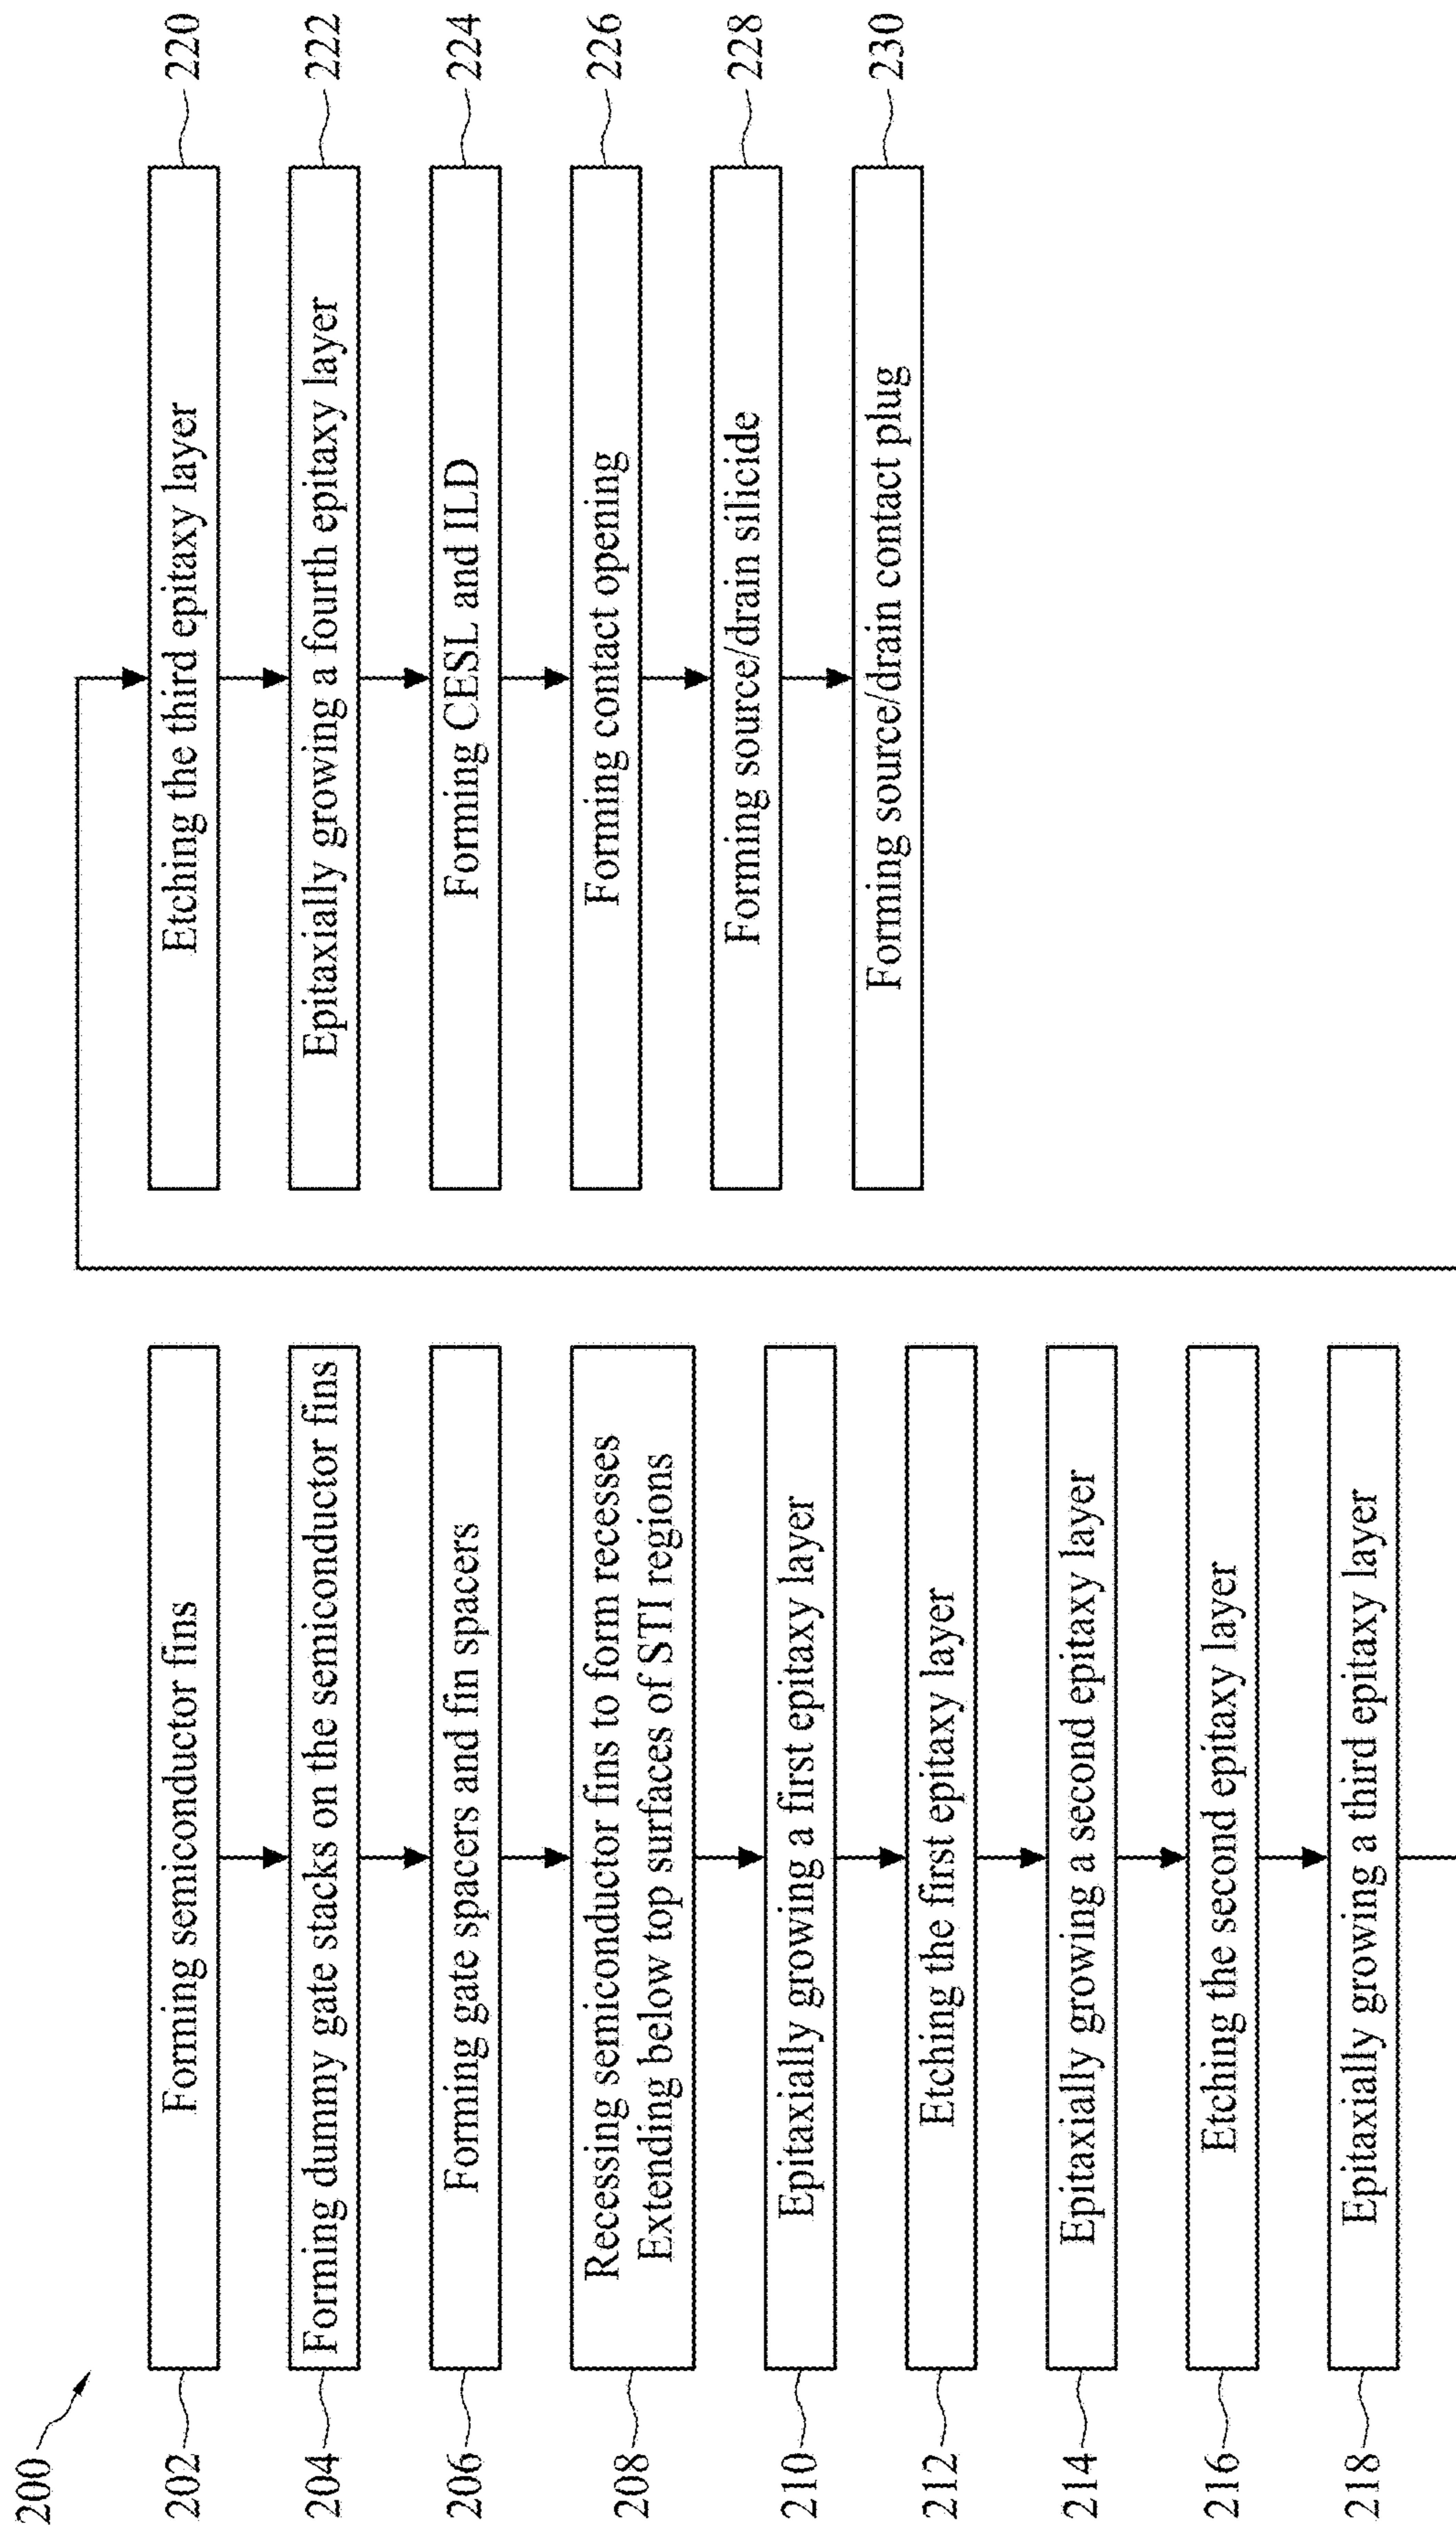 200
202
Forming semiconductor fins
204
Forming dummy gate stacks on the semiconductor fins
206
Forming gate spacers and fin spacers
208
Recessing semiconductor fins to form recesses
Extending below top surfaces of STI regions
210
Epitaxially growing a first epitaxy layer
212
Etching the first epitaxy layer
214
Epitaxially growing a second epitaxy layer
216
Etching the second epitaxy layer
218
Epitaxially growing a third epitaxy layer
Etching the third epitaxy layer
220
Epitaxially growing a fourth epitaxy layer
222
Forming CESL and ILD
224
Forming contact opening
226
Forming source/drain silicide
228
Forming source/drain contact plug
230